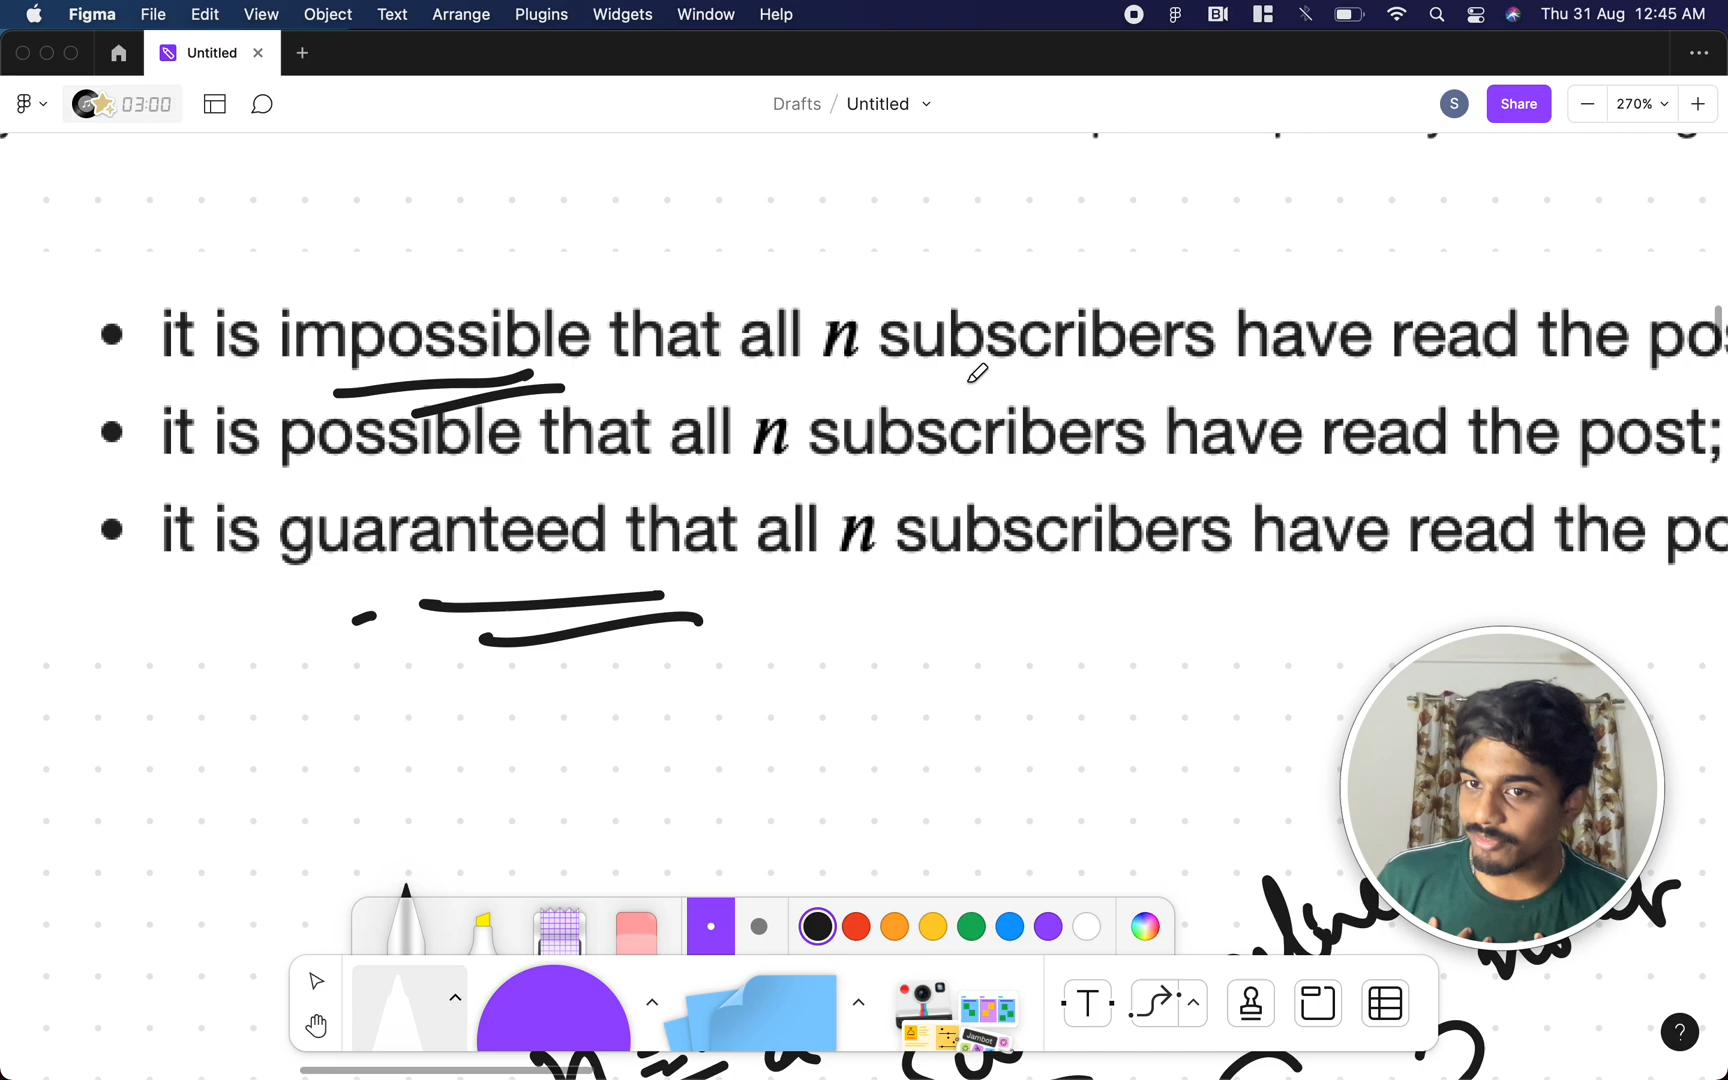 Figma File Edit View Object Text Arrange Plugins Widgets Window Help Thu 31 Aug 12:45 AM
Untitled
03:00 Drafts / Untitled S Share 270%
• it is impossible that all n subscribers have read the pos
• it is possible that all n subscribers have read the post;
• it is guaranteed that all n subscribers have read the po
T
Jambot
?